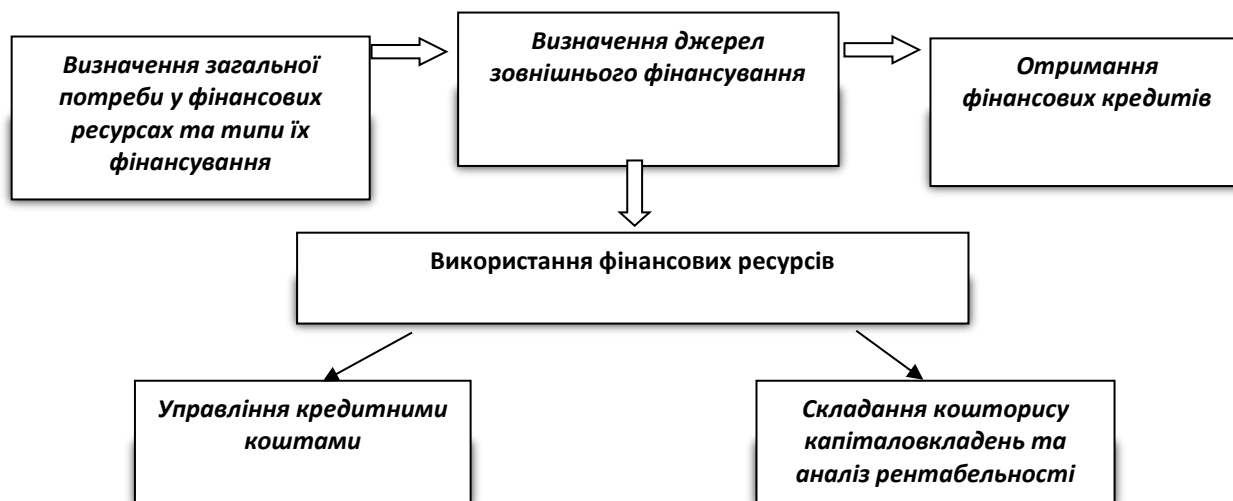 Визначення загальної
потреби у фінансових
ресурсах та типи їх
фінансування
Визначення джерел
зовнішнього фінансування
Отримання
фінансових кредитів
Використання фінансових ресурсів
Управління кредитними
коштами
Складання кошторису
капіталовкладень та
аналіз рентабельності